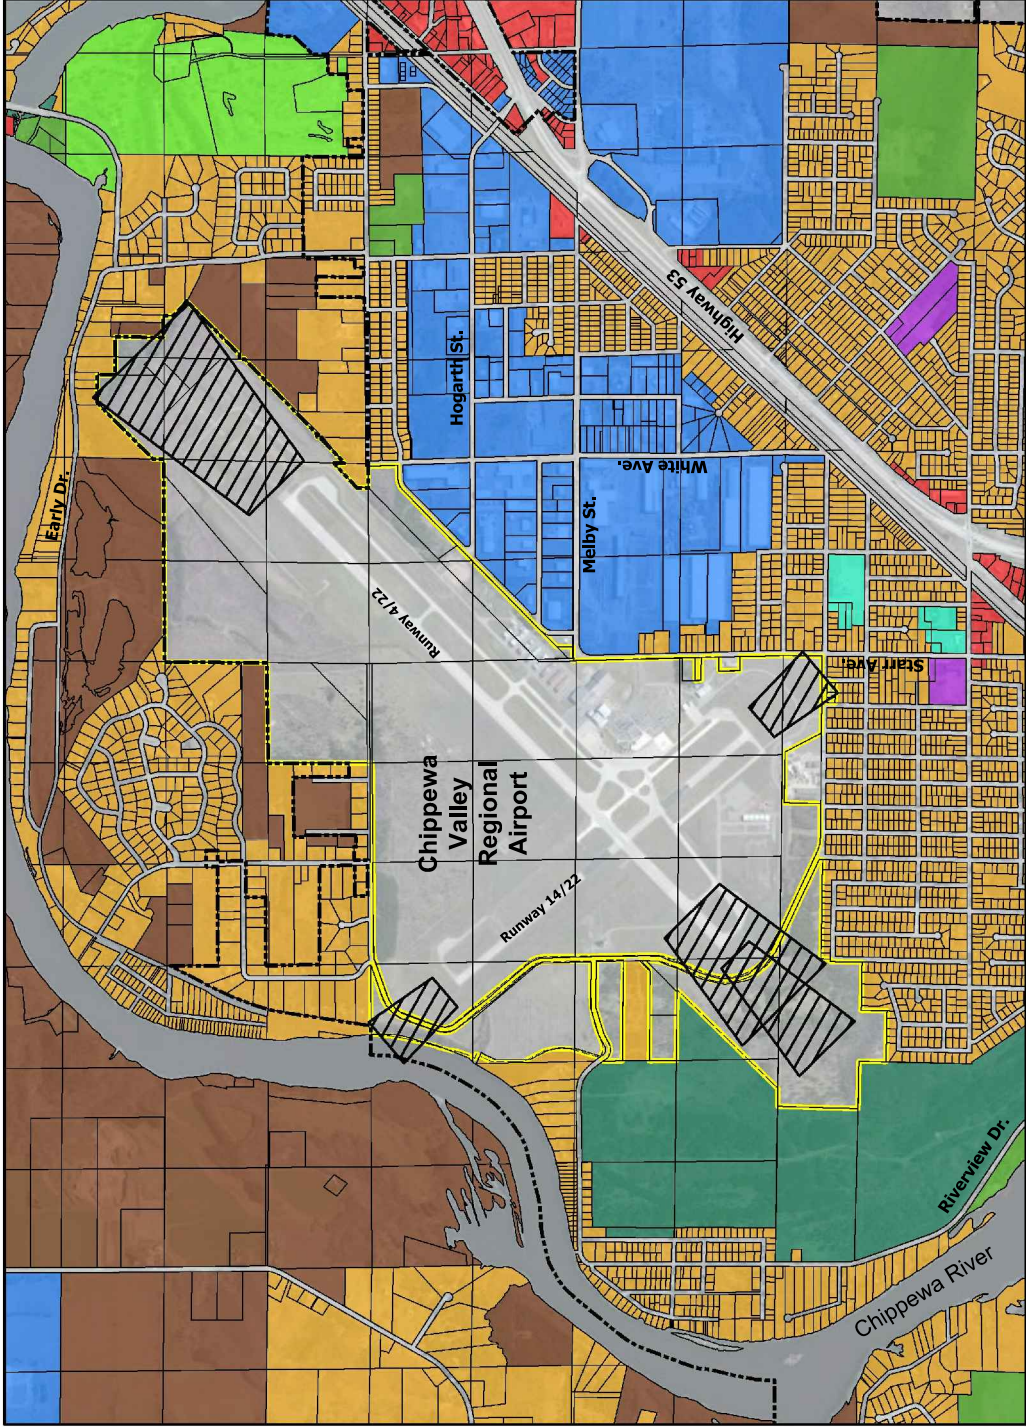 Hogarth St.
Highway 53
Early Dr.
White Ave.
Melby St.
Runway 4/22
Starr Ave.
Chippewa
Valley
Regional
Airport
Runway 14/22
Riverview Dr.
Chippewa River